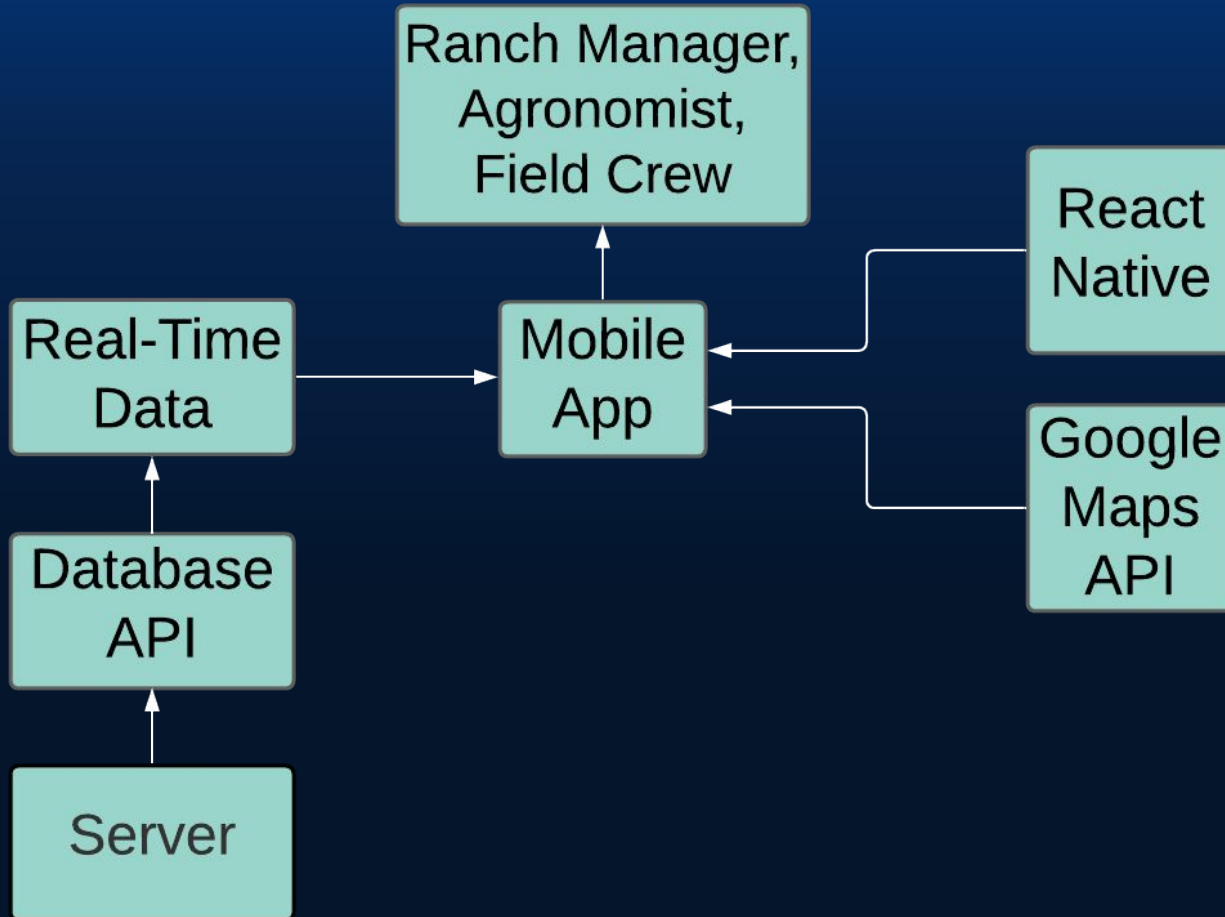 Ranch Manager,
Agronomist,
Field Crew
React
Native
Real-Time
Data
Mobile
App
Google
Maps
API
Database
API
Server